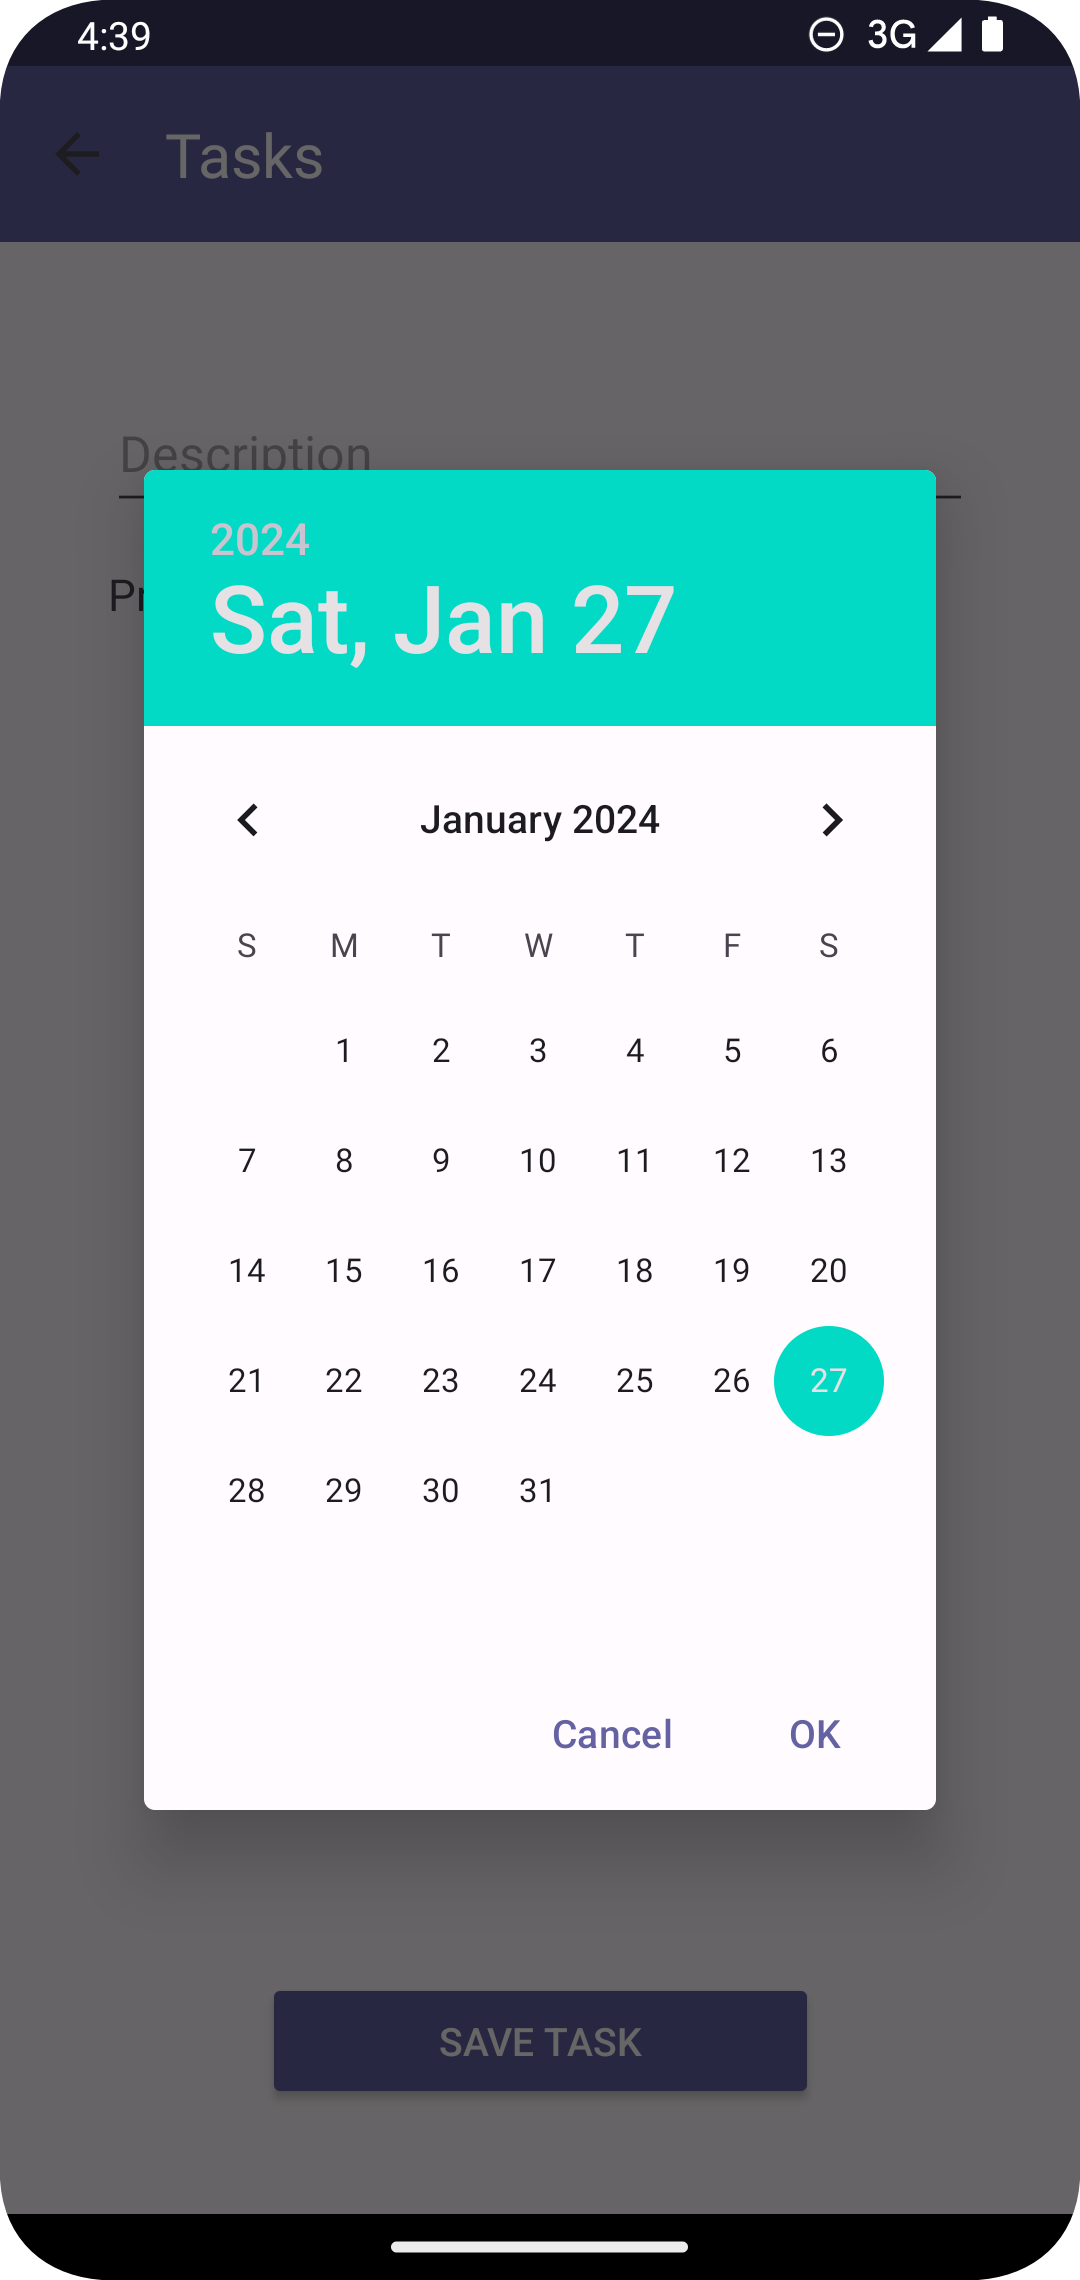 4:39 3G
Tasks
Description
2024
Sat, Jan 27
January 2024
S M T W T F S
1 2 3 4 5 6
7 8 9 10 11 12 13
14 15 16 17 18 19 20
21 22 23 24 25 26 27
28 29 30 31
Cancel OK
SAVE TASK